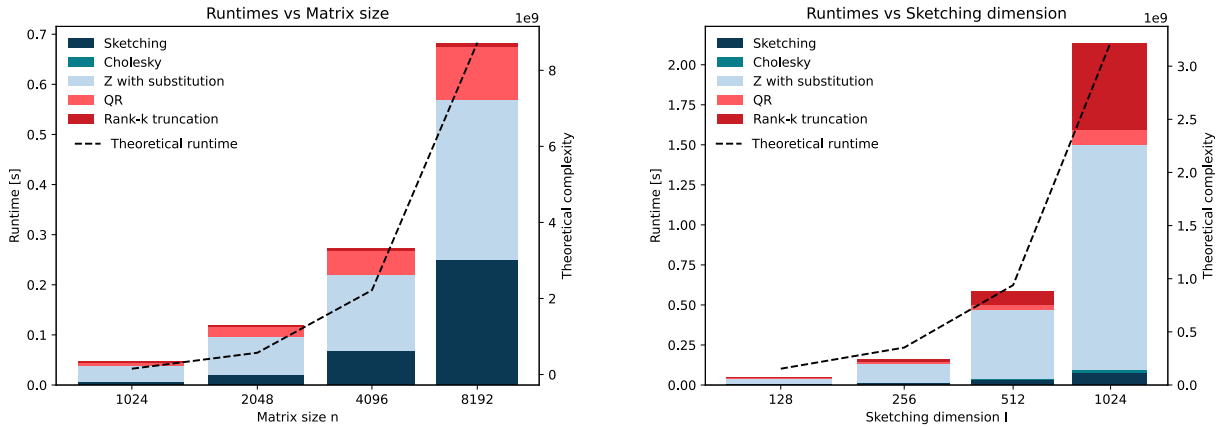 Runtimes vs Matrix size
1e9
Sketching
Cholesky
Z with substitution
QR
Rank-k truncation
Theoretical runtime
0.7
0.6
0.5
0.4
0.3
0.2
0.1
0.0
Runtime [s]
8
6
4
2
0
Theoretical complexity
1024 2048 4096 8192
Matrix size n
Runtimes vs Sketching dimension
1e9
Sketching
Cholesky
Z with substitution
QR
Rank-k truncation
Theoretical runtime
2.00
1.75
1.50
1.25
1.00
0.75
0.50
0.25
0.00
Runtime [s]
3.0
2.5
2.0
1.5
1.0
0.5
0.0
Theoretical complexity
128 256 512 1024
Sketching dimension l